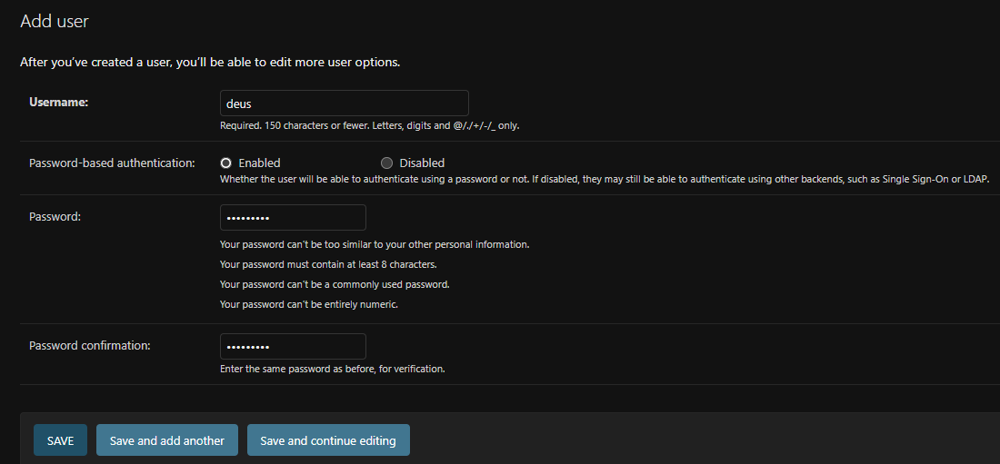 Add user
After you've created a user, you'll be able to edit more user options.
Username:
deus
Required. 150 characters or fewer. Letters, digits and @/./+/-/_ only.
Password-based authentication:
Enabled
Disabled
Whether the user will be able to authenticate using a password or not. If disabled, they may still be able to authenticate using other backends, such as Single Sign-On or LDAP.
Password:
•••••••••
Your password can't be too similar to your other personal information.
Your password must contain at least 8 characters.
Your password can't be a commonly used password.
Your password can't be entirely numeric.
Password confirmation:
•••••••••
Enter the same password as before, for verification.
SAVE
Save and add another
Save and continue editing